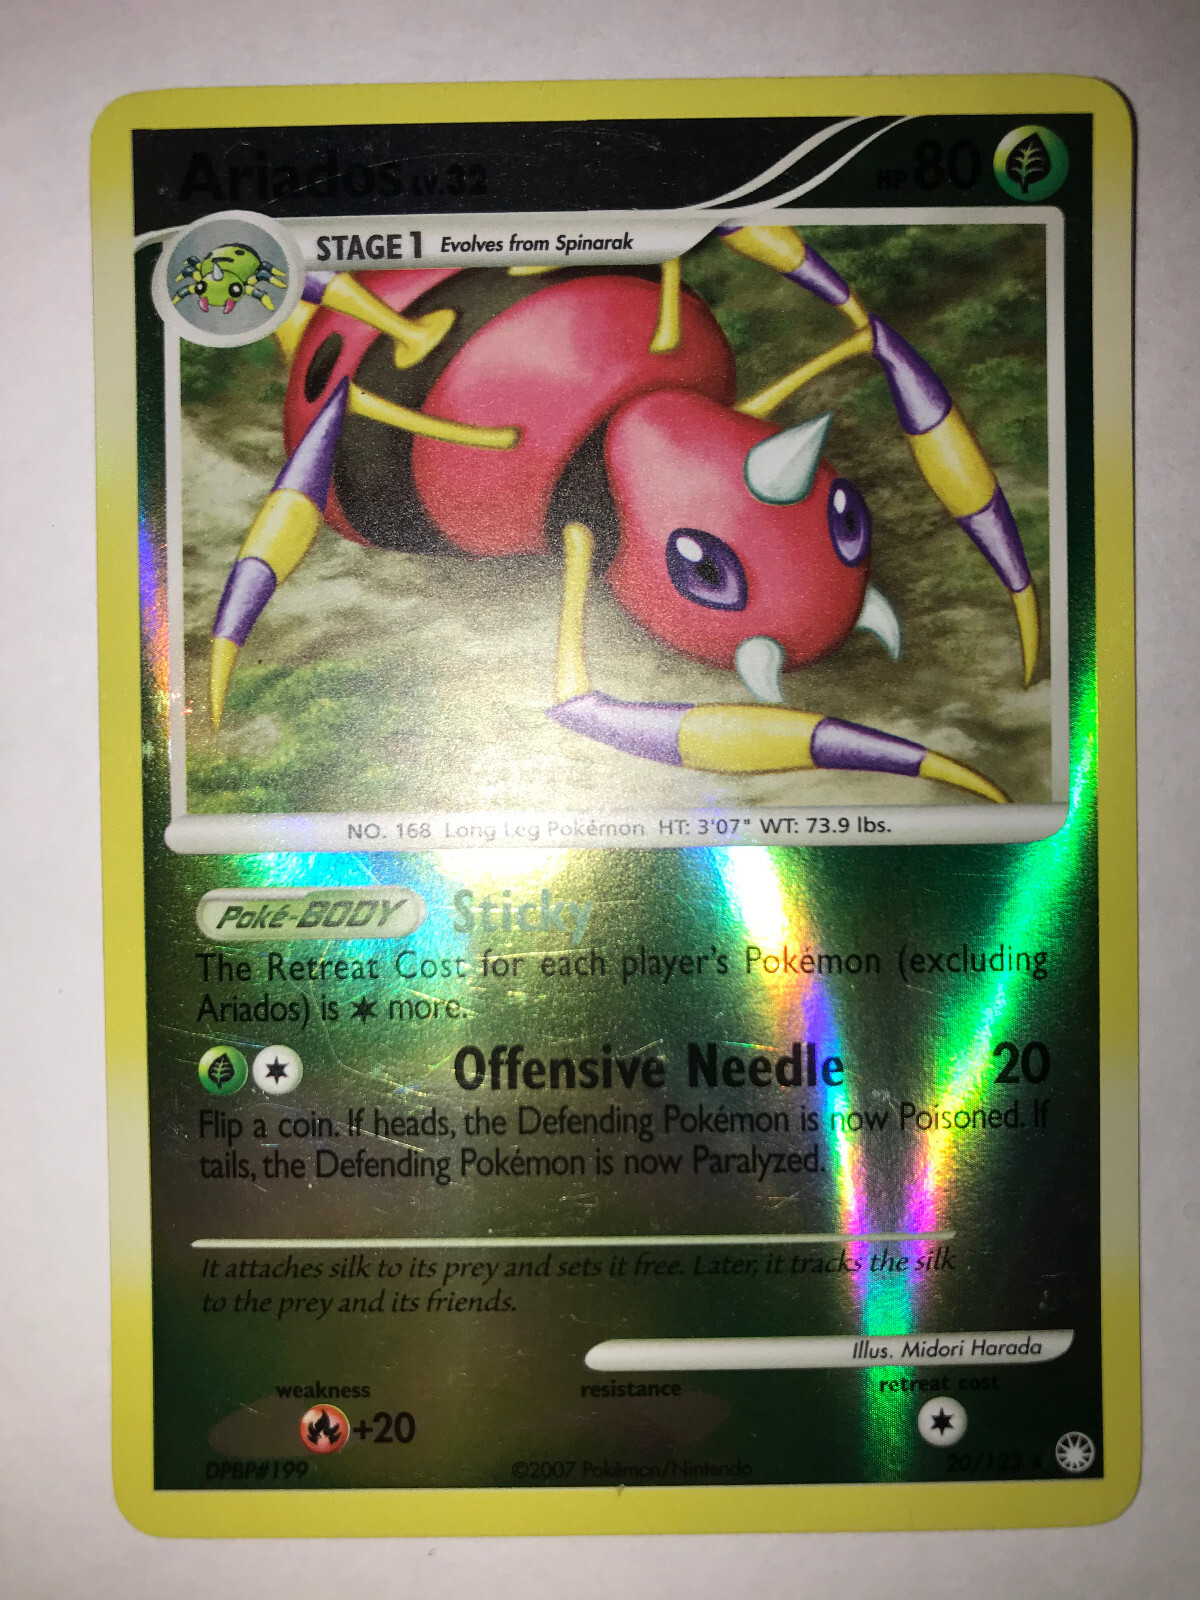 Ariados LV.32 HP 80
STAGE 1 Evolves from Spinarak
NO. 168 Long Leg Pokémon HT: 3'07" WT: 73.9 lbs.
Poké-BODY Sticky
The Retreat Cost for each player's Pokémon (excluding
Ariados) is more.
Offensive Needle 20
Flip a coin. If heads, the Defending Pokémon is now Poisoned. If
tails, the Defending Pokémon is now Paralyzed.
It attaches silk to its prey and sets it free. Later, it tracks the silk
to the prey and its friends.
Illus. Midori Harada
weakness resistance retreat cost
+20
DPBP#199 ©2007 Pokémon/Nintendo 20/123